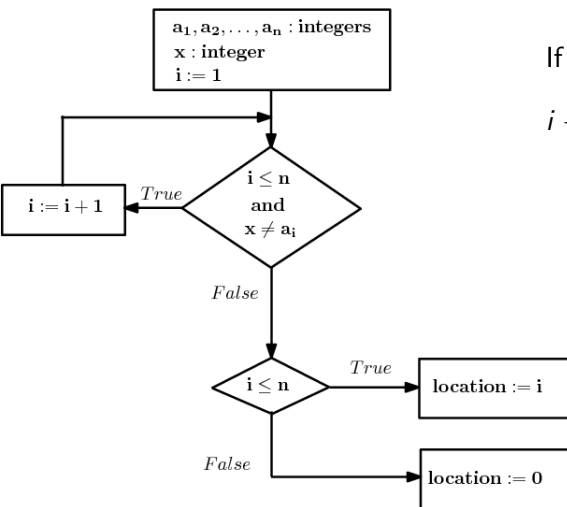 a₁, a₂, . . . , aₙ : integers
x : integer
i := 1
If
i
i ≤ n
and
x ≠ aᵢ
True
i := i + 1
False
i ≤ n
True
location := i
False
location := 0